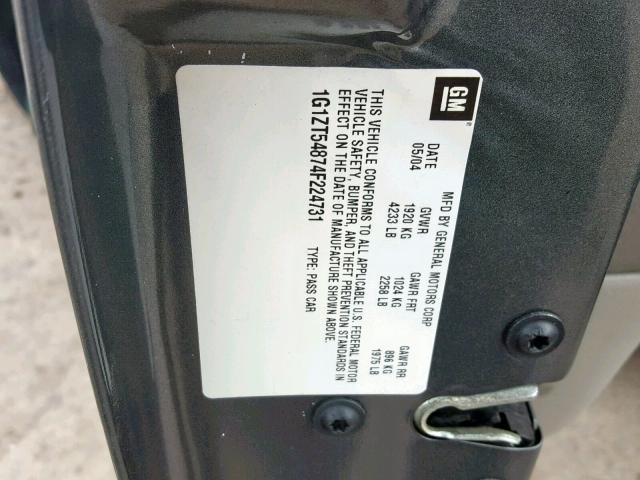 GM
MFD BY GENERAL MOTORS CORP
DATE GVWR GAWR FRT GAWR RR
05/04 1920 KG 1024 KG 896 KG
4233 LB 2258 LB 1975 LB
THIS VEHICLE CONFORMS TO ALL APPLICABLE U.S. FEDERAL MOTOR
VEHICLE SAFETY, BUMPER, AND THEFT PREVENTION STANDARDS IN
EFFECT ON THE DATE OF MANUFACTURE SHOWN ABOVE.
1G1ZT54874F224731 TYPE: PASS CAR